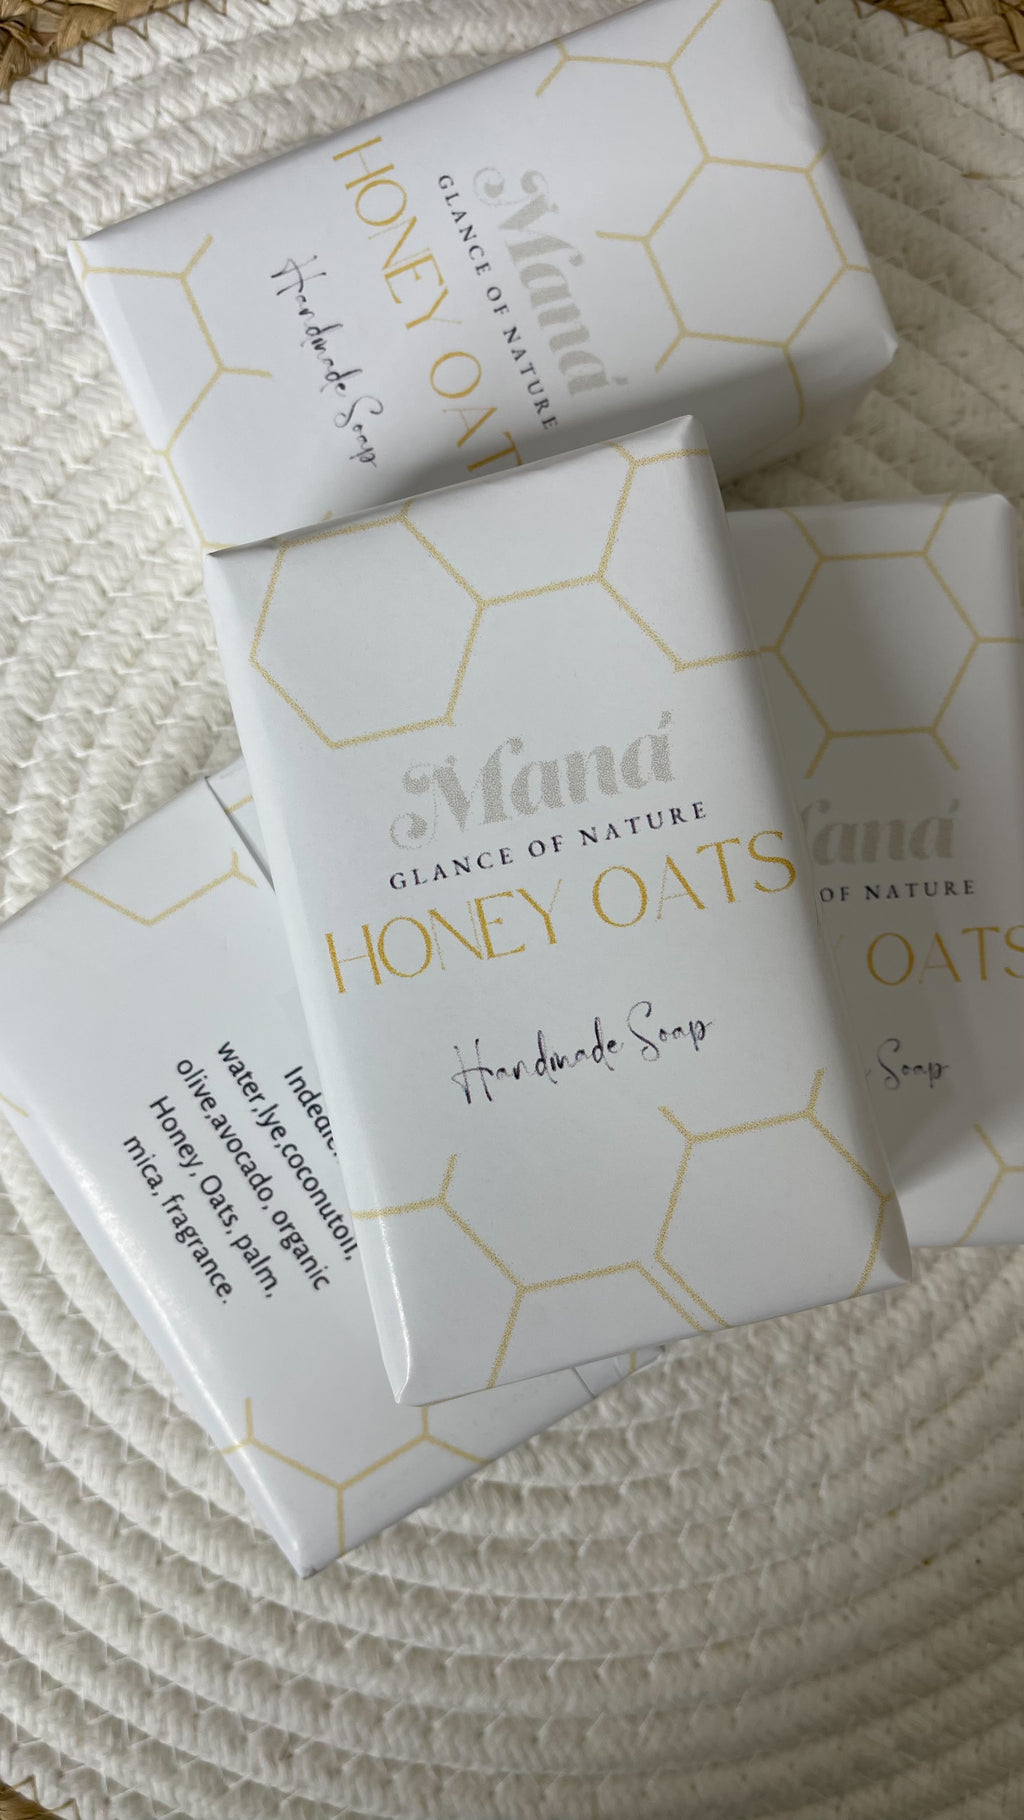 Maná
GLANCE OF NATURE
HONEY OATS
Handmade Soap
Maná
GLANCE OF NATURE
HONEY OATS
Handmade Soap
OF NATURE
OATS
Soap
water,lye,coconutoil,
olive,avocado, organic
Honey, Oats, palm,
mica, fragrance.